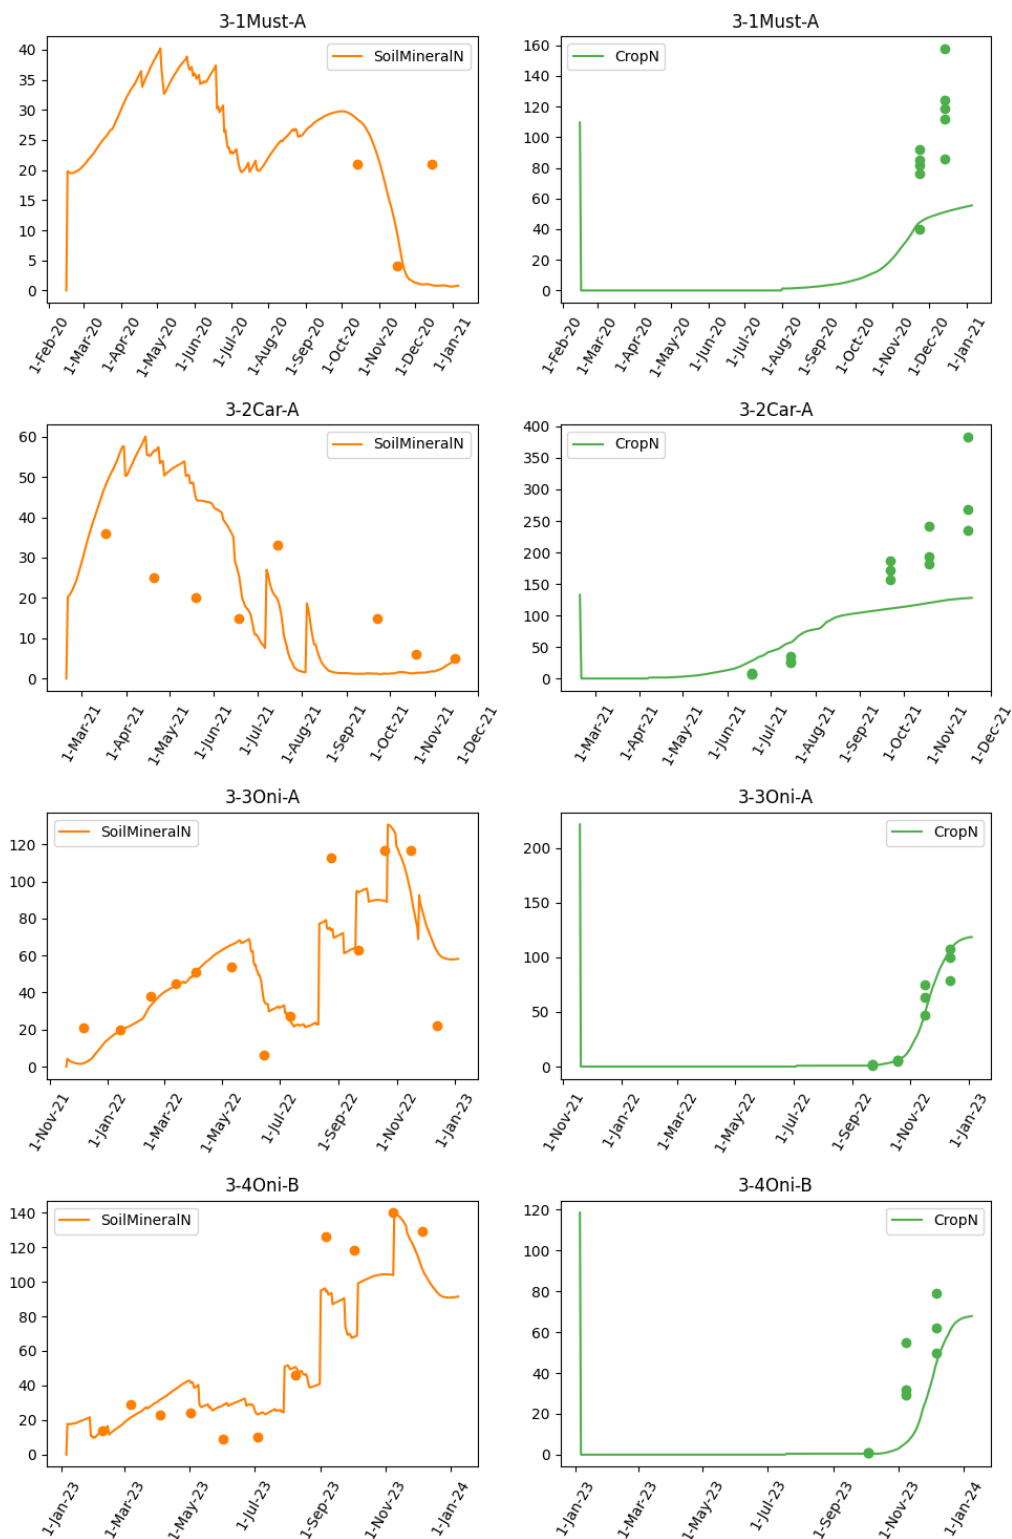 3-1Must-A
SoilMineralN
40
35
30
25
20
15
10
5
0
1-Feb-20
1-Mar-20
1-Apr-20
1-May-20
1-Jun-20
1-Jul-20
1-Aug-20
1-Sep-20
1-Oct-20
1-Nov-20
1-Dec-20
1-Jan-21
3-1Must-A
CropN
160
140
120
100
80
60
40
20
0
1-Feb-20
1-Mar-20
1-Apr-20
1-May-20
1-Jun-20
1-Jul-20
1-Aug-20
1-Sep-20
1-Oct-20
1-Nov-20
1-Dec-20
1-Jan-21
3-2Car-A
SoilMineralN
60
50
40
30
20
10
0
1-Mar-21
1-Apr-21
1-May-21
1-Jun-21
1-Jul-21
1-Aug-21
1-Sep-21
1-Oct-21
1-Nov-21
1-Dec-21
3-2Car-A
CropN
400
350
300
250
200
150
100
50
0
1-Mar-21
1-Apr-21
1-May-21
1-Jun-21
1-Jul-21
1-Aug-21
1-Sep-21
1-Oct-21
1-Nov-21
1-Dec-21
3-3Oni-A
SoilMineralN
120
100
80
60
40
20
0
1-Nov-21
1-Jan-22
1-Mar-22
1-May-22
1-Jul-22
1-Sep-22
1-Nov-22
1-Jan-23
3-3Oni-A
CropN
200
150
100
50
0
1-Nov-21
1-Jan-22
1-Mar-22
1-May-22
1-Jul-22
1-Sep-22
1-Nov-22
1-Jan-23
3-4Oni-B
SoilMineralN
140
120
100
80
60
40
20
0
1-Jan-23
1-Mar-23
1-May-23
1-Jul-23
1-Sep-23
1-Nov-23
1-Jan-24
3-4Oni-B
CropN
120
100
80
60
40
20
0
1-Jan-23
1-Mar-23
1-May-23
1-Jul-23
1-Sep-23
1-Nov-23
1-Jan-24